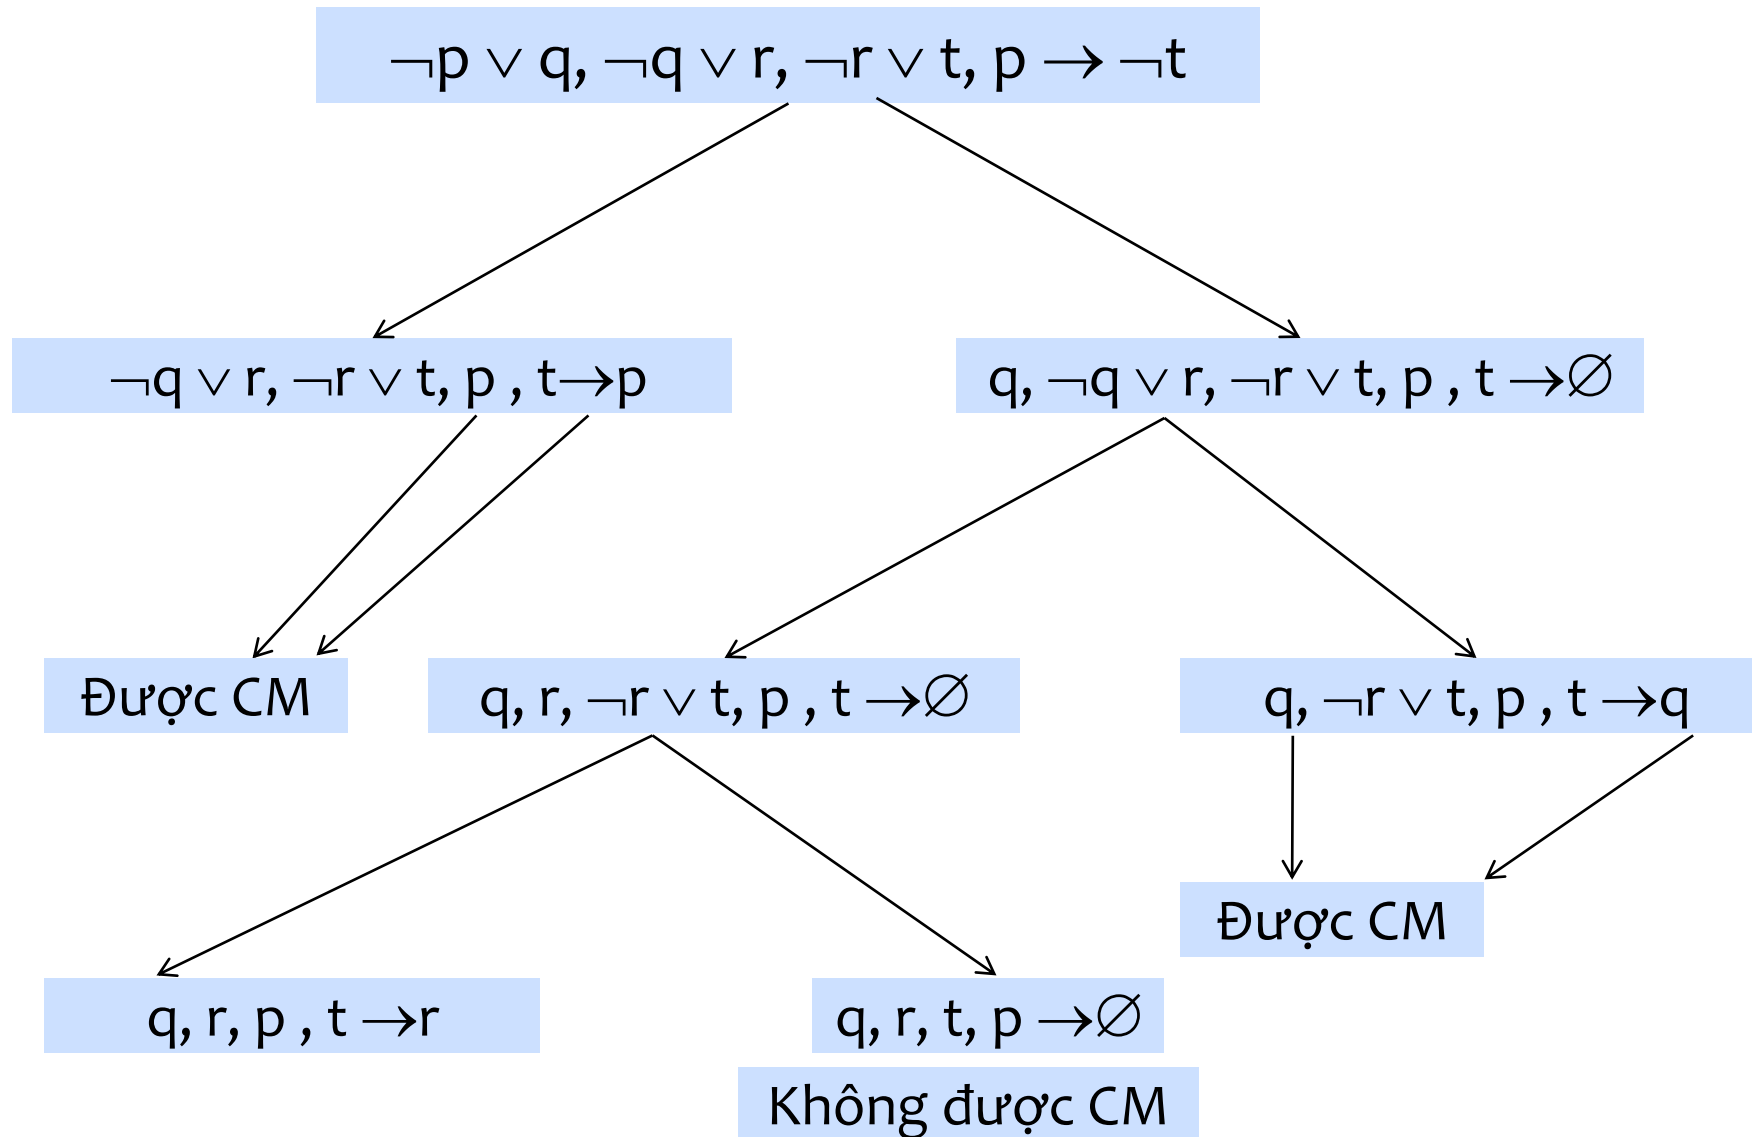 ¬p ∨ q, ¬q ∨ r, ¬r ∨ t, p → ¬t
¬q ∨ r, ¬r ∨ t, p , t→p
q, ¬q ∨ r, ¬r ∨ t, p , t →∅
Được CM
q, r, ¬r ∨ t, p , t →∅
q, ¬r ∨ t, p , t →q
Được CM
q, r, p , t →r
q, r, t, p →∅
Không được CM